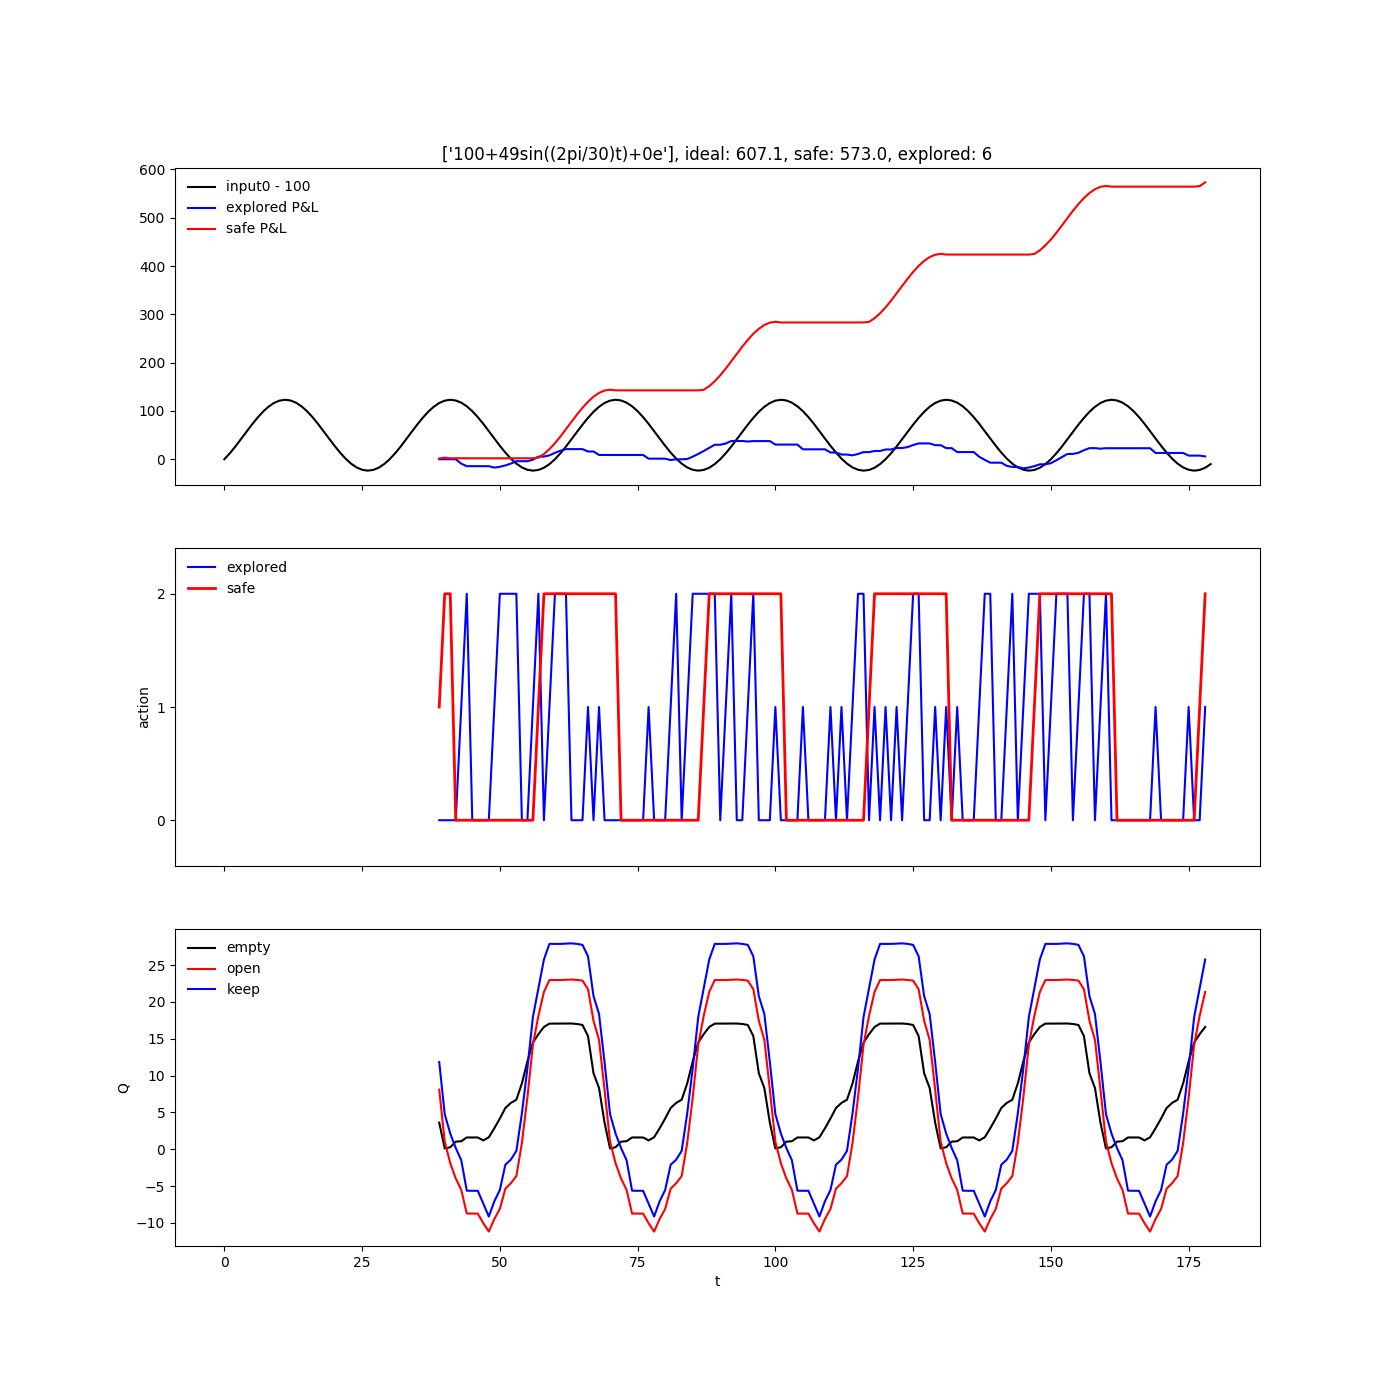 ['100+49sin((2pi/30)t)+0e'], ideal: 607.1, safe: 573.0, explored: 6
600
500
400
300
200
100
0
input0 - 100
explored P&L
safe P&L
action
2
1
0
explored
safe
Q
25
20
15
10
5
0
−5
−10
empty
open
keep
0 25 50 75 100 125 150 175
t